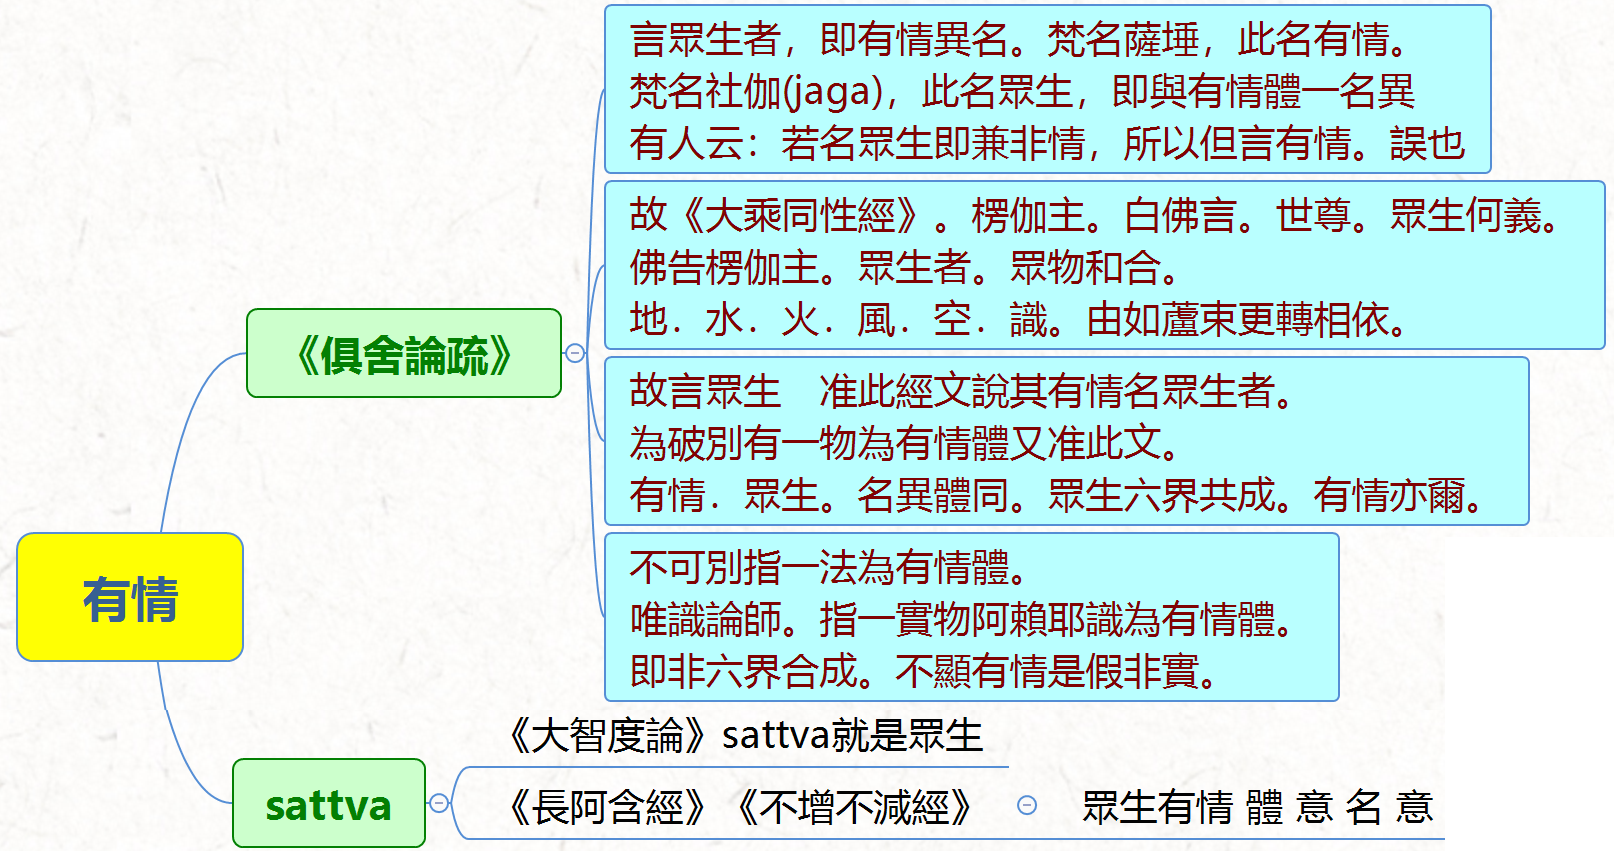 言眾生者，即有情異名。梵名薩埵，此名有情。
梵名社伽(jaga)，此名眾生，即與有情體一名異
有人云：若名眾生即兼非情，所以但言有情。誤也
故《大乘同性經》。楞伽主。白佛言。世尊。眾生何義。
佛告楞伽主。眾生者。眾物和合。
地．水．火．風．空．識。由如蘆束更轉相依。
《俱舍論疏》
故言眾生　准此經文說其有情名眾生者。
為破別有一物為有情體又准此文。
有情．眾生。名異體同。眾生六界共成。有情亦爾。
不可別指一法為有情體。
唯識論師。指一實物阿賴耶識為有情體。
即非六界合成。不顯有情是假非實。
有情
《大智度論》sattva就是眾生
sattva
《長阿含經》《不增不減經》
眾生有情 體 意 名 意